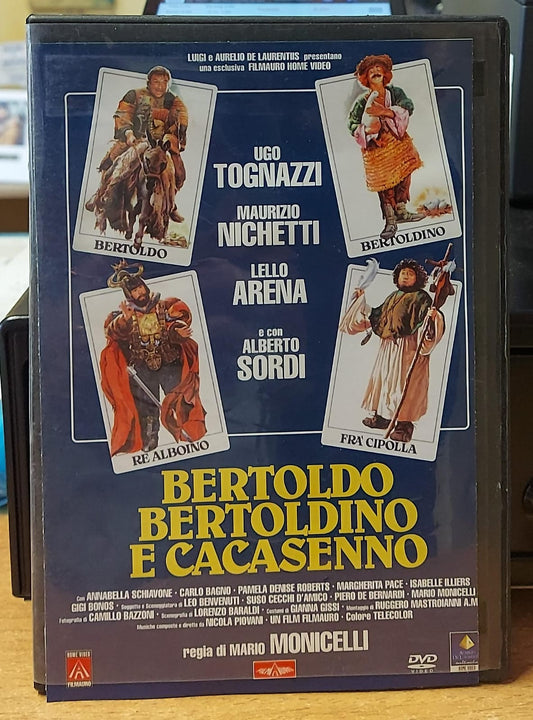 LUIGI e AURELIO DE LAURENTIIS presentano
una esclusiva FILMAURO HOME VIDEO
UGO
TOGNAZZI
MAURIZIO
NICHETTI
LELLO
ARENA
e con
ALBERTO
SORDI
BERTOLDO
BERTOLDINO
RE ALBOINO
FRA' CIPOLLA
BERTOLDO
BERTOLDINO
E CACASENNO
Con ANNABELLA SCHIAVONE · CARLO BAGNO · PAMELA DENISE ROBERTS · MARGHERITA PACE · ISABELLE ILLIERS
GIGI BONOS · Soggetto e Sceneggiatura di LEO BENVENUTI · SUSO CECCHI D'AMICO · PIERO DE BERNARDI · MARIO MONICELLI
Fotografia di CAMILLO BAZZONI · Scenografia di LORENZO BARALDI · Costumi di GIANNA GISSI · Montaggio di RUGGERO MASTROIANNI A.M
Musiche composte e dirette da NICOLA PIOVANI · UN FILM FILMAURO · Colore TELECOLOR
regia di MARIO MONICELLI
HOME VIDEO
FILMAURO
DVD
VIDEO
HOME VIDEO